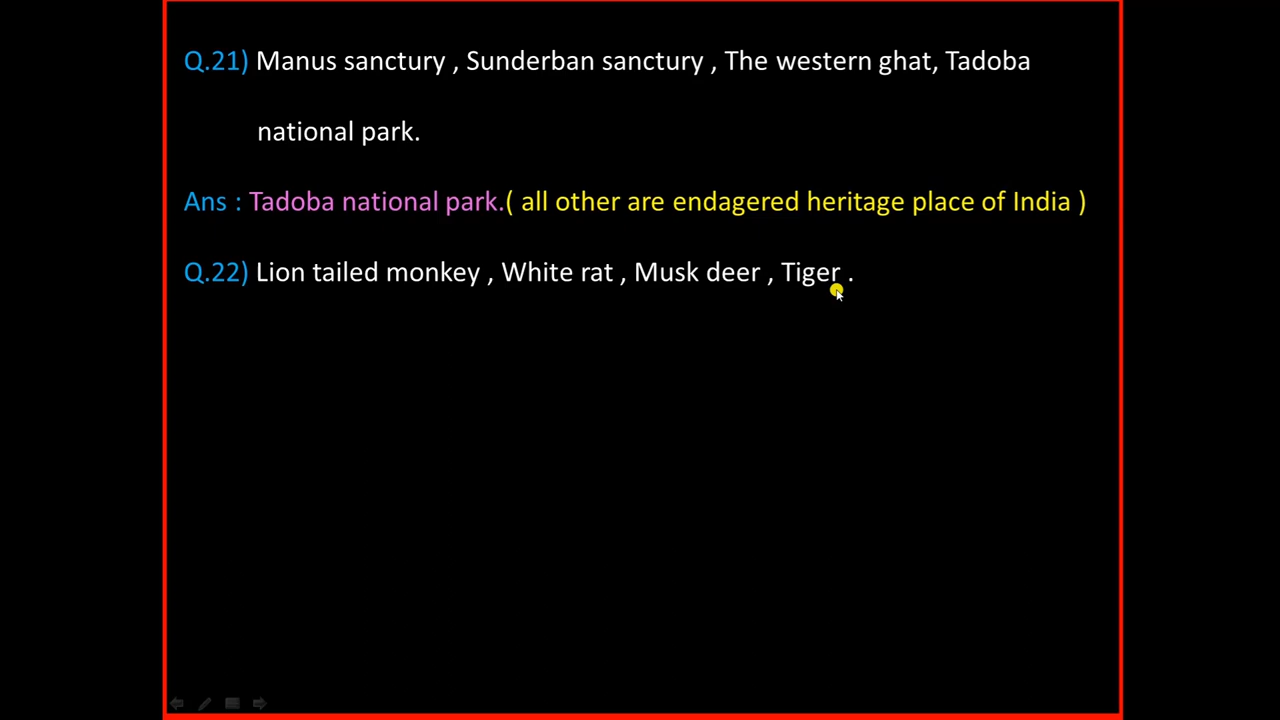 Q.21) Manus sanctury , Sunderban sanctury , The western ghat, Tadoba
national park.
Ans : Tadoba national park.( all other are endagered heritage place of India )
Q.22) Lion tailed monkey , White rat , Musk deer , Tiger .